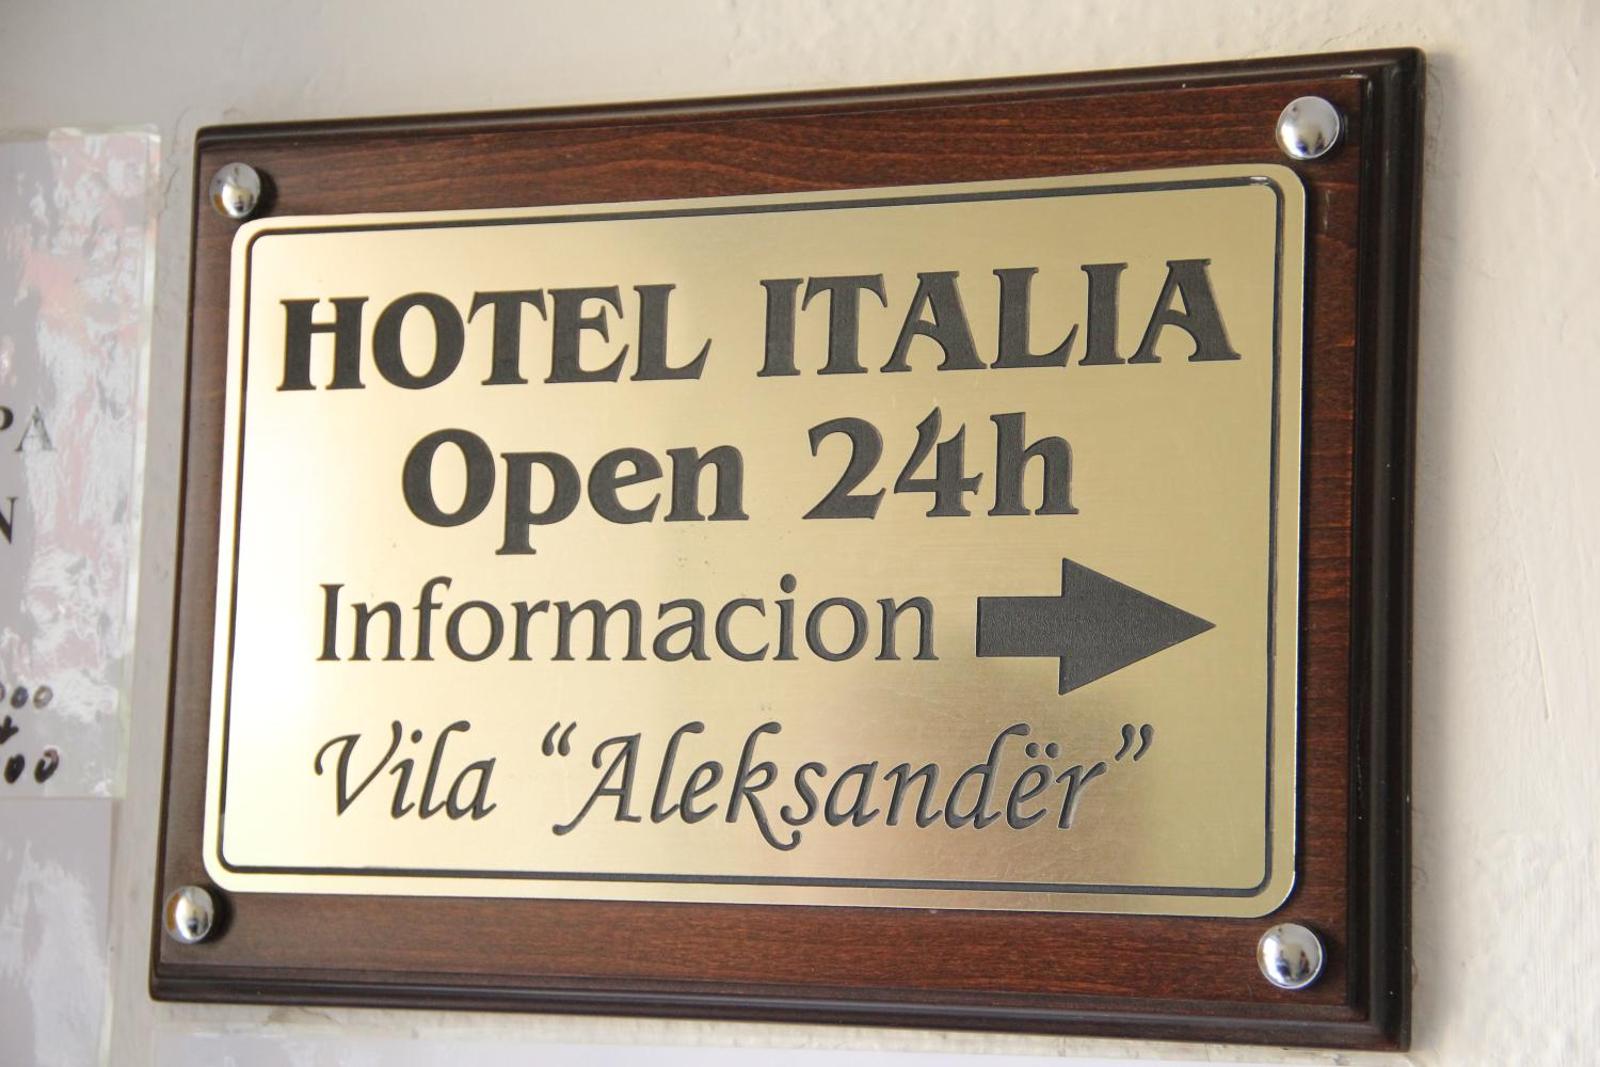 HOTEL ITALIA
Open 24h
Informacion
Vila “Aleksandër”